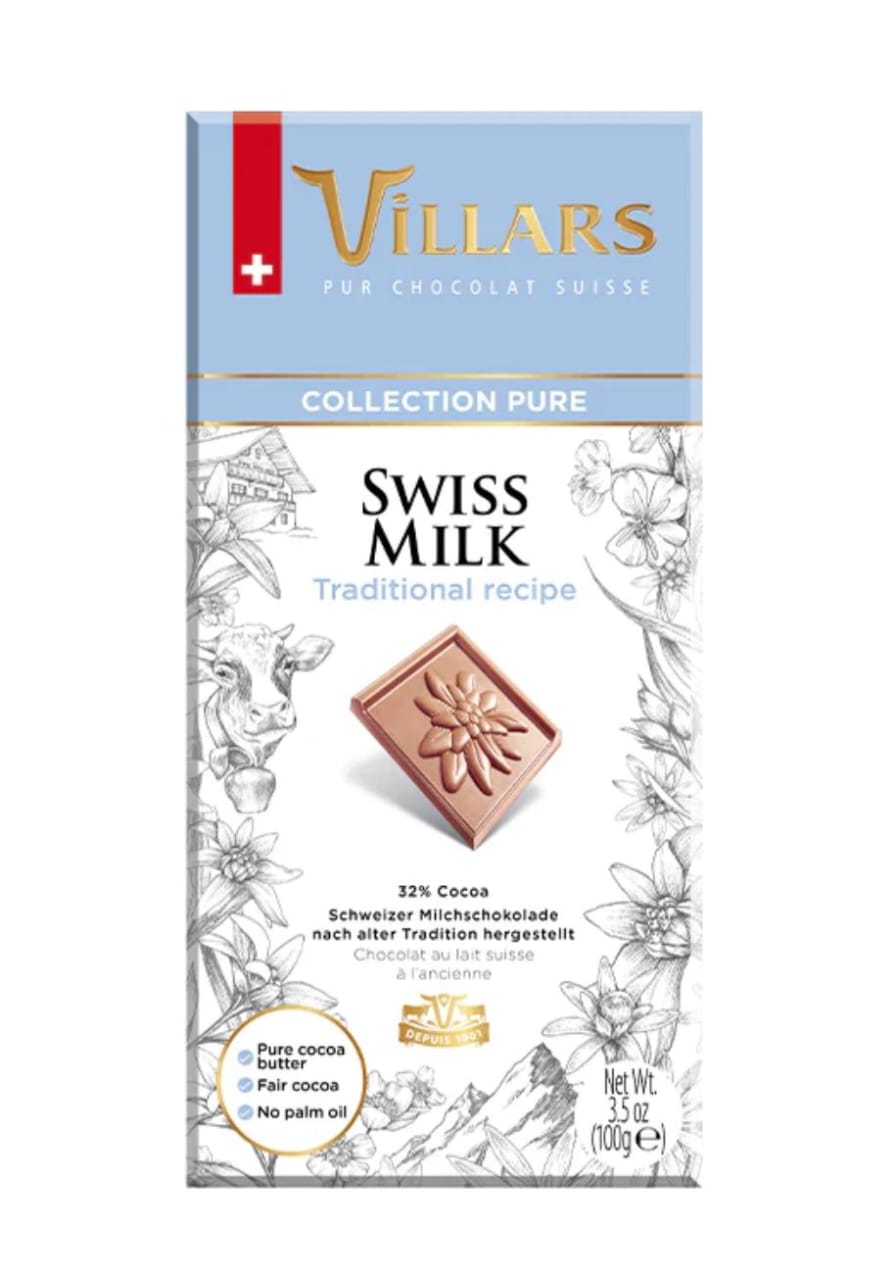 VILLARS
PUR CHOCOLAT SUISSE
COLLECTION PURE
SWISS
MILK
Traditional recipe
32% Cocoa
Schweizer Milchschokolade
nach alter Tradition hergestellt
Chocolat au lait suisse
à l'ancienne
DEPUIS 1901
Pure cocoa
butter
Fair cocoa
No palm oil
Net Wt.
3.5 oz
(100g e)